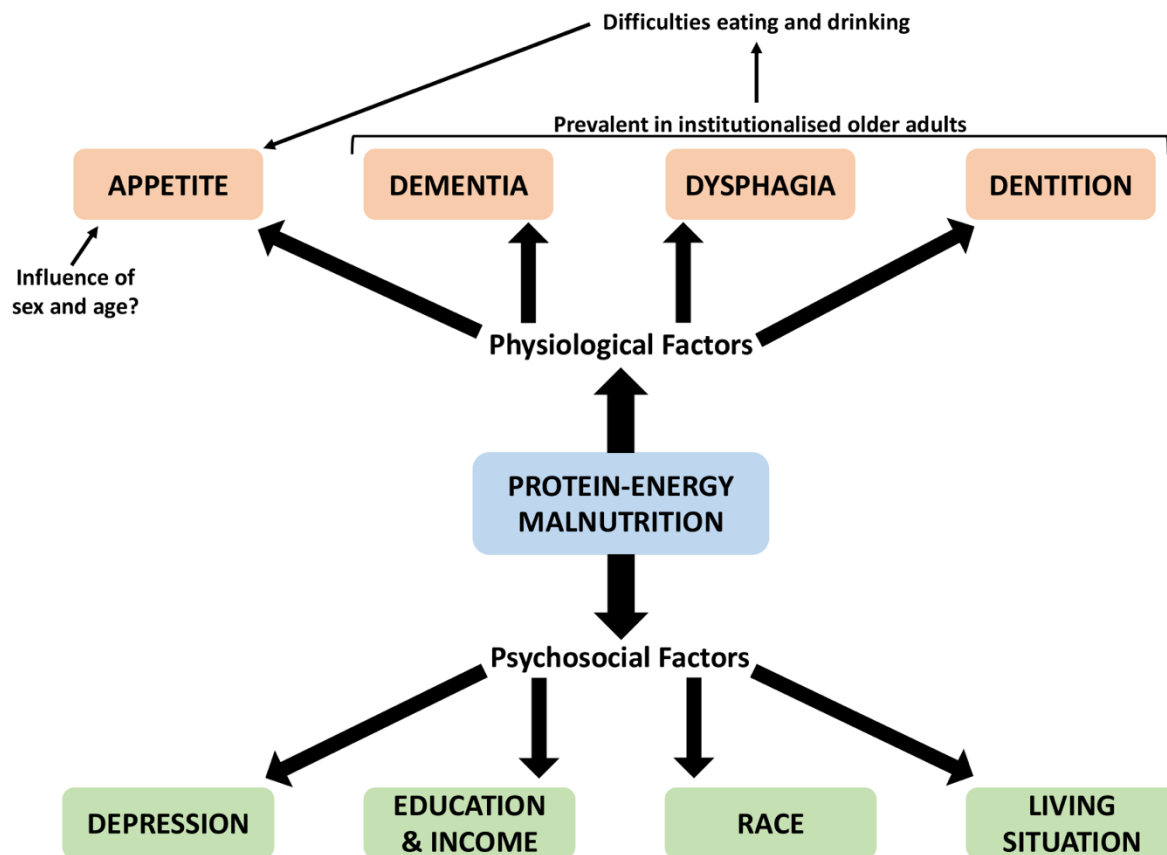 Difficulties eating and drinking
Prevalent in institutionalised older adults
APPETITE
DEMENTIA
DYSPHAGIA
DENTITION
Influence of
sex and age?
Physiological Factors
PROTEIN-ENERGY
MALNUTRITION
Psychosocial Factors
DEPRESSION
EDUCATION
& INCOME
RACE
LIVING
SITUATION